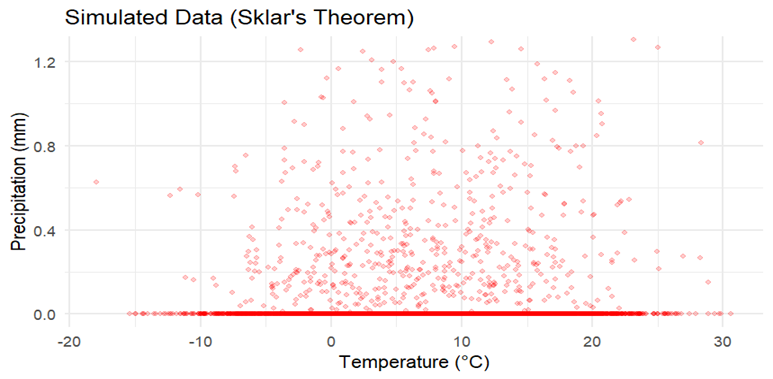 Simulated Data (Sklar's Theorem)
Precipitation (mm)
1.2
0.8
0.4
0.0
-20 -10 0 10 20 30
Temperature (°C)